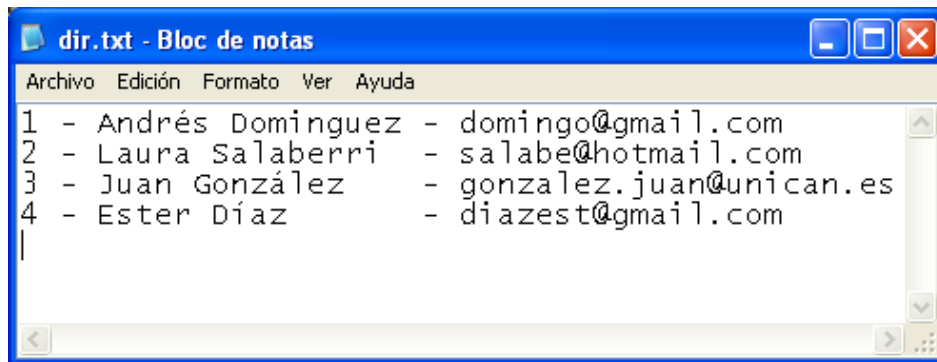 dir.txt - Bloc de notas
Archivo Edición Formato Ver Ayuda
1 - Andrés Dominguez - domingo@gmail.com
2 - Laura Salaberri  - salabe@hotmail.com
3 - Juan González    - gonzalez.juan@unican.es
4 - Ester Díaz       - diazest@gmail.com